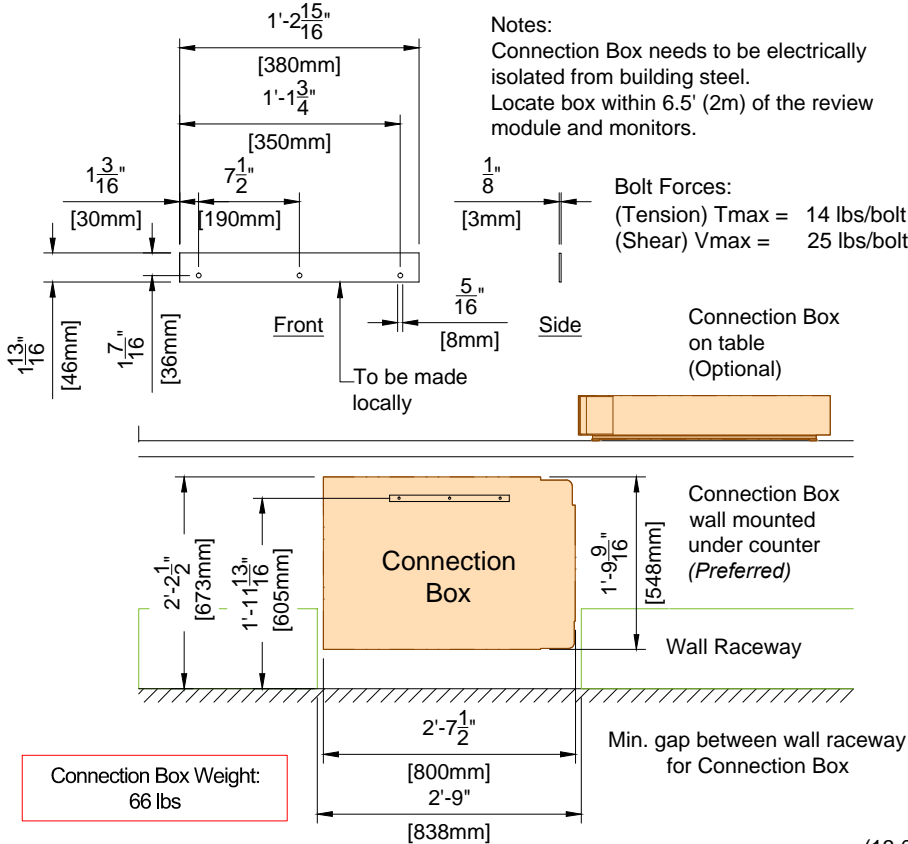 1'-2 15/16"
[380mm]
1'-1 3/4"
[350mm]
1 3/16"
[30mm]
7 1/2"
[190mm]
Notes:
Connection Box needs to be electrically
isolated from building steel.
Locate box within 6.5' (2m) of the review
module and monitors.
1/8"
[3mm]
Bolt Forces:
(Tension) Tmax = 14 lbs/bolt
(Shear) Vmax = 25 lbs/bolt
1 13/16"
[46mm]
1 7/16"
[36mm]
Front
5/16"
[8mm]
Side
To be made
locally
Connection Box
on table
(Optional)
2'-2 1/2"
[673mm]
1'-11 13/16"
[605mm]
Connection
Box
1'-9 9/16"
[548mm]
Connection Box
wall mounted
under counter
(Preferred)
Wall Raceway
2'-7 1/2"
[800mm]
2'-9"
[838mm]
Min. gap between wall raceway
for Connection Box
Connection Box Weight:
66 lbs